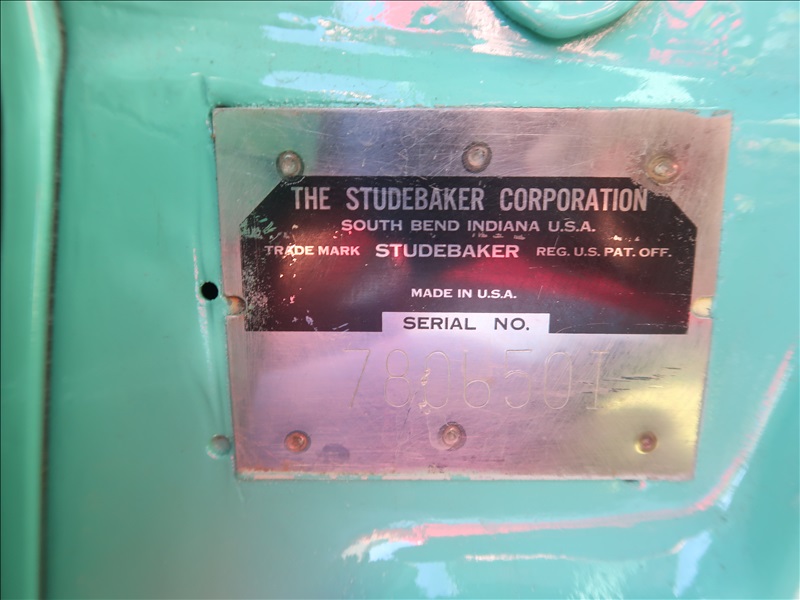 THE STUDEBAKER CORPORATION
SOUTH BEND INDIANA U.S.A.
TRADE MARK STUDEBAKER REG. U.S. PAT. OFF.
MADE IN U.S.A.
SERIAL NO.
7806501